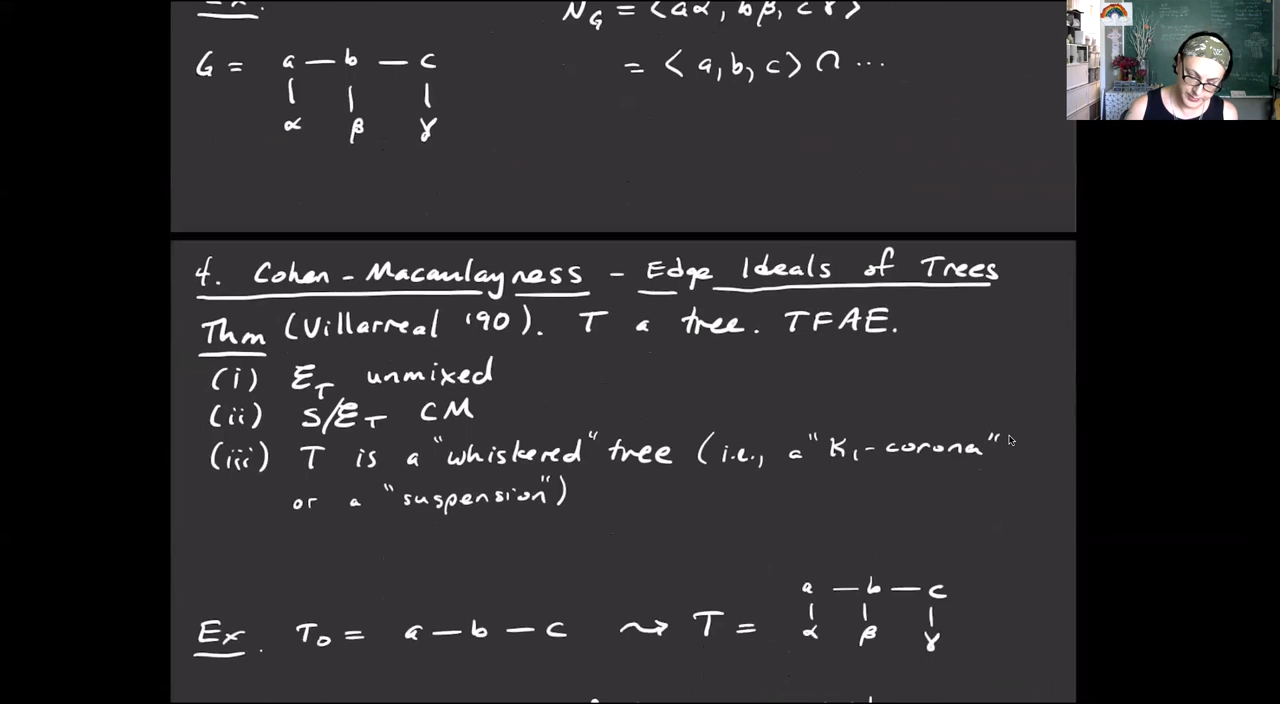 Ex.
N_G = ⟨aα, bβ, cγ⟩
G = a — b — c
= ⟨a, b, c⟩ ∩ ...
α β γ
4. Cohen-Macaulayness - Edge Ideals of Trees
Thm (Villarreal '90). T a tree. TFAE.
(i) E_T unmixed
(ii) S/E_T CM
(iii) T is a "whiskered" tree (i.e., a "K₁-corona"
or a "suspension")
a — b — c
Ex. T₀ = a — b — c ⇝ T =
α β γ